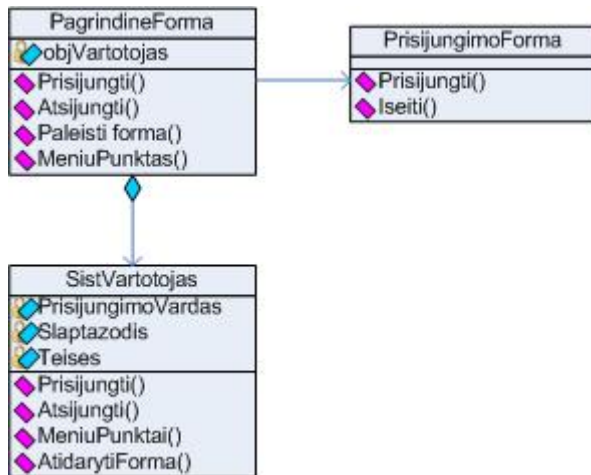 PagrindineForma
objVartotojas
Prisijungti()
Atsijungti()
Paleisti forma()
MeniuPunktas()
PrisijungimoForma
Prisijungti()
Iseiti()
SistVartotojas
PrisijungimoVardas
Slaptazodis
Teises
Prisijungti()
Atsijungti()
MeniuPunktai()
AtidarytiForma()